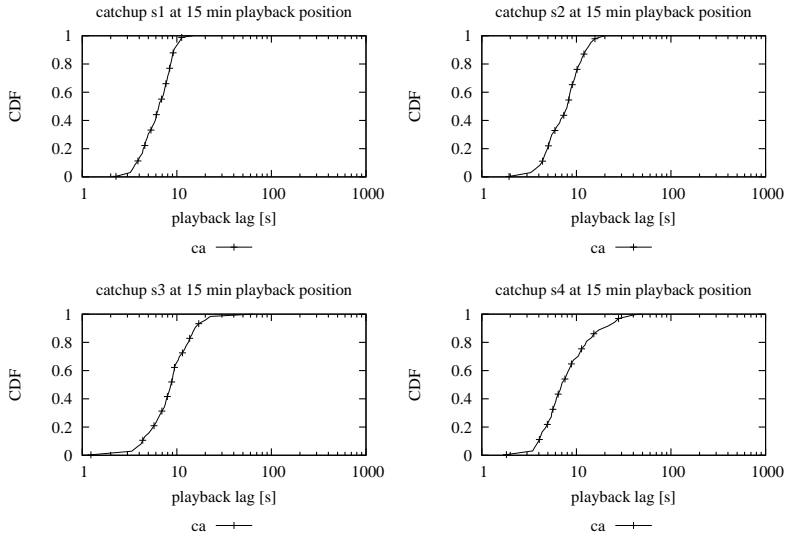 catchup s1 at 15 min playback position
1
0.8
0.6
0.4
0.2
0
CDF
1 10 100 1000
playback lag [s]
ca
catchup s2 at 15 min playback position
1
0.8
0.6
0.4
0.2
0
CDF
1 10 100 1000
playback lag [s]
ca
catchup s3 at 15 min playback position
1
0.8
0.6
0.4
0.2
0
CDF
1 10 100 1000
playback lag [s]
ca
catchup s4 at 15 min playback position
1
0.8
0.6
0.4
0.2
0
CDF
1 10 100 1000
playback lag [s]
ca